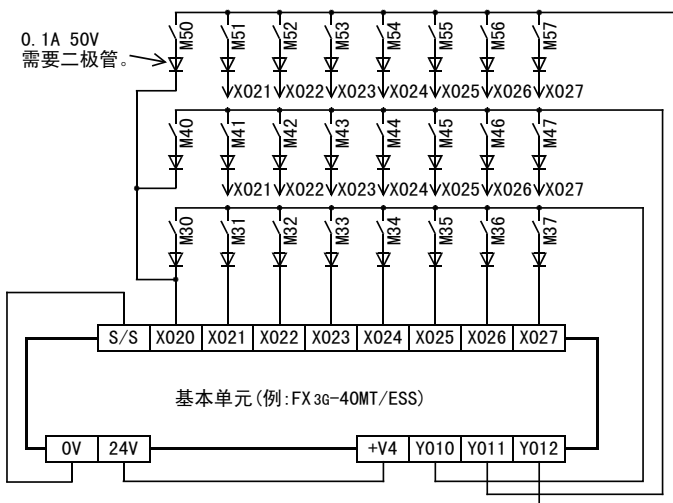 0.1A 50V
需要二极管。
M50 M51 M52 M53 M54 M55 M56 M57
X021 X022 X023 X024 X025 X026 X027
M40 M41 M42 M43 M44 M45 M46 M47
X021 X022 X023 X024 X025 X026 X027
M30 M31 M32 M33 M34 M35 M36 M37
S/S X020 X021 X022 X023 X024 X025 X026 X027
基本单元(例:FX3G-40MT/ESS)
0V 24V +V4 Y010 Y011 Y012